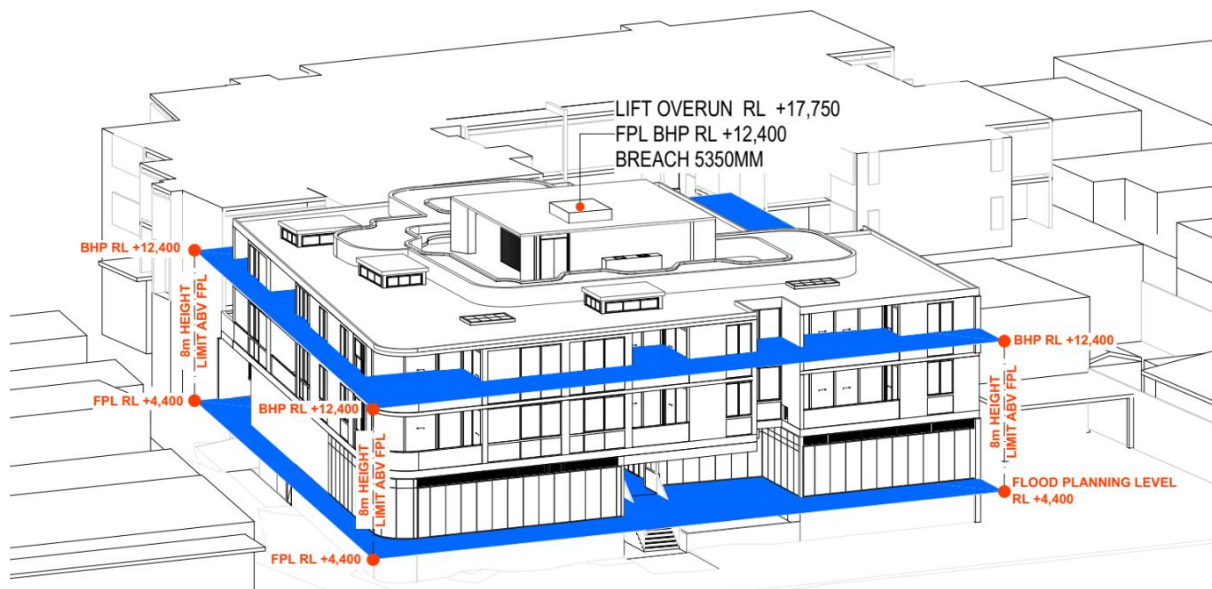 LIFT OVERUN RL +17,750
FPL BHP RL +12,400
BREACH 5350MM
BHP RL +12,400
8m HEIGHT
LIMIT ABV FPL
FPL RL +4,400
BHP RL +12,400
8m HEIGHT
LIMIT ABV FPL
FPL RL +4,400
BHP RL +12,400
8m HEIGHT
LIMIT ABV FPL
FLOOD PLANNING LEVEL
RL +4,400